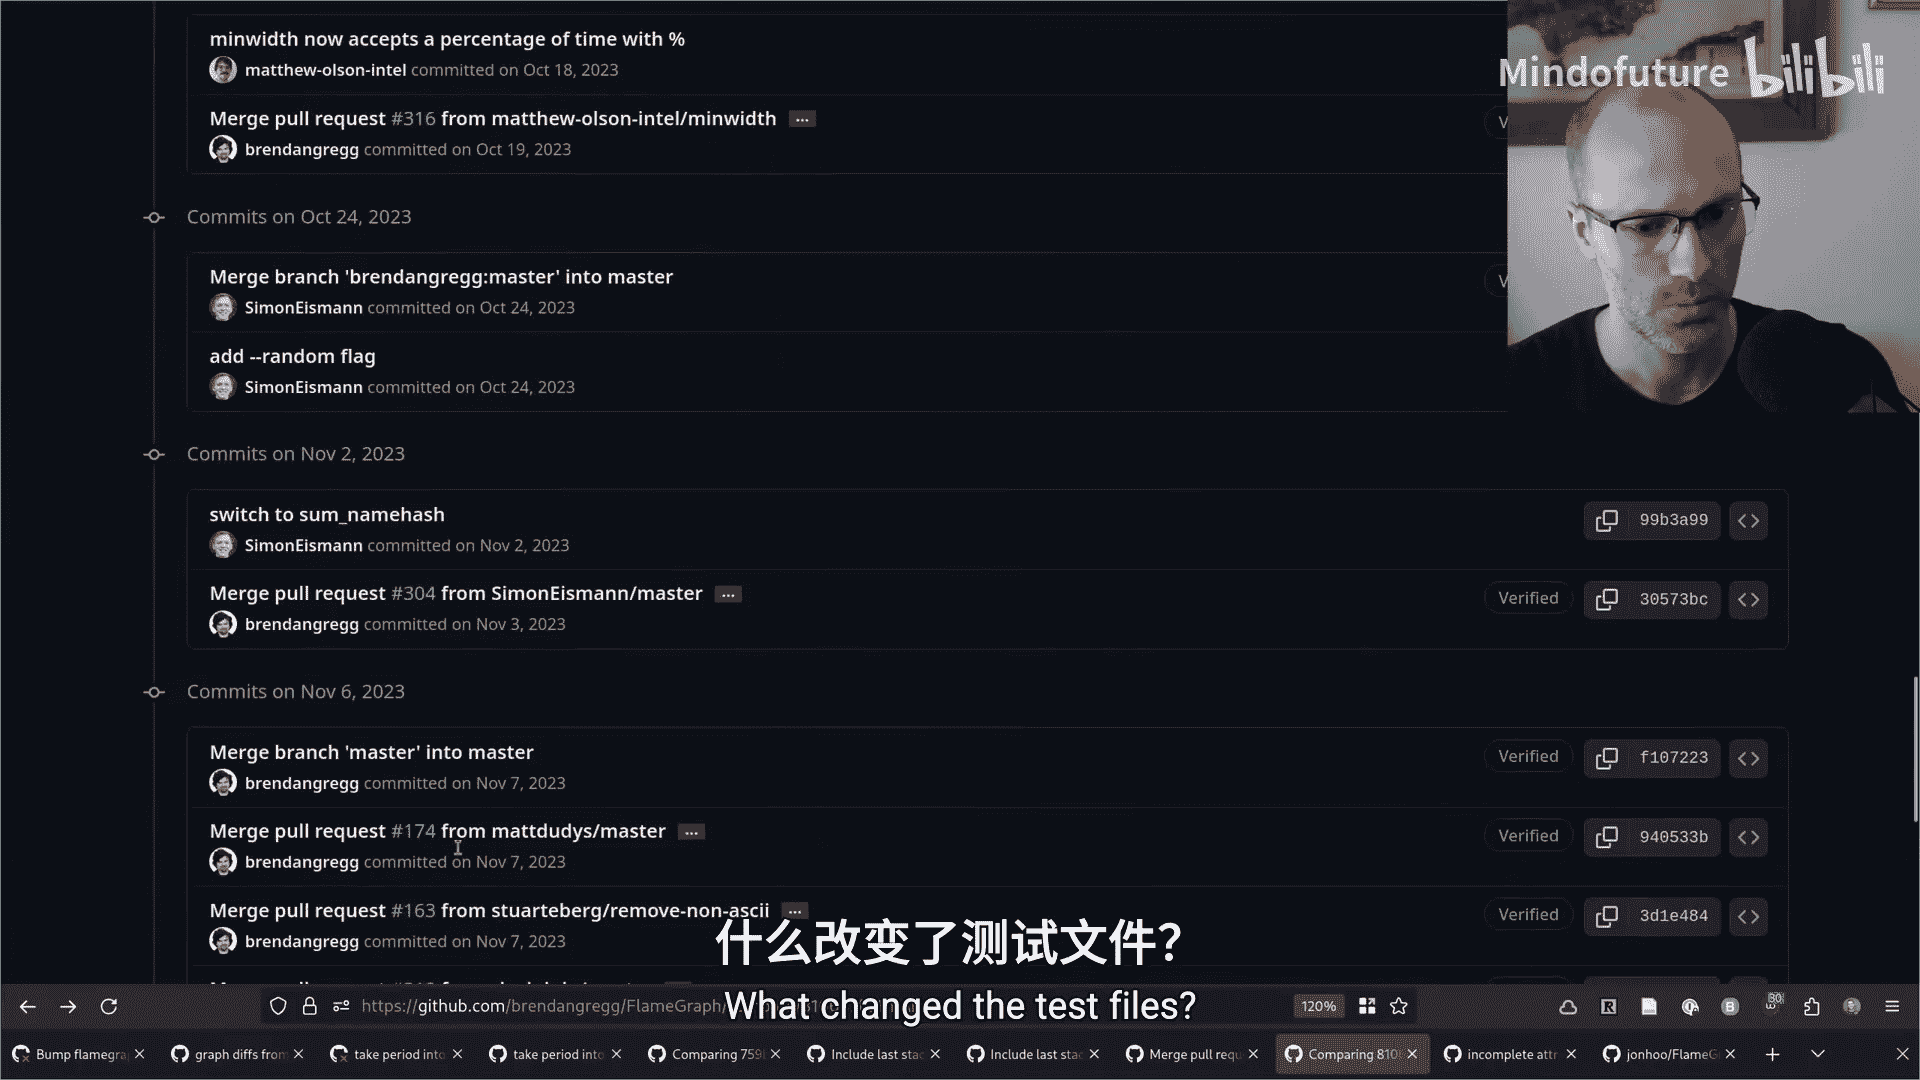 minwidth now accepts a percentage of time with %
matthew-olson-intel committed on Oct 18, 2023
Merge pull request #316 from matthew-olson-intel/minwidth ...
brendangregg committed on Oct 19, 2023
Mindofuture bilibili
Commits on Oct 24, 2023
Merge branch 'brendangregg:master' into master
SimonEismann committed on Oct 24, 2023
add --random flag
SimonEismann committed on Oct 24, 2023
Commits on Nov 2, 2023
switch to sum_namehash
99b3a99
SimonEismann committed on Nov 2, 2023
Merge pull request #304 from SimonEismann/master ...
Verified 30573bc
brendangregg committed on Nov 3, 2023
Commits on Nov 6, 2023
Merge branch 'master' into master
Verified f107223
brendangregg committed on Nov 7, 2023
Merge pull request #174 from mattdudys/master ...
Verified 940533b
brendangregg committed on Nov 7, 2023
Merge pull request #163 from stuarteberg/remove-non-ascii ...
Verified 3d1e484
brendangregg committed on Nov 7, 2023
什么改变了测试文件？
What changed the test files?
https://github.com/brendangregg/FlameGraph/
120%
Bump flamegra
graph diffs from
take period into
take period into
Comparing 759
Include last stac
Include last stac
Merge pull requ
Comparing 810
incomplete attr
jonhoo/FlameG